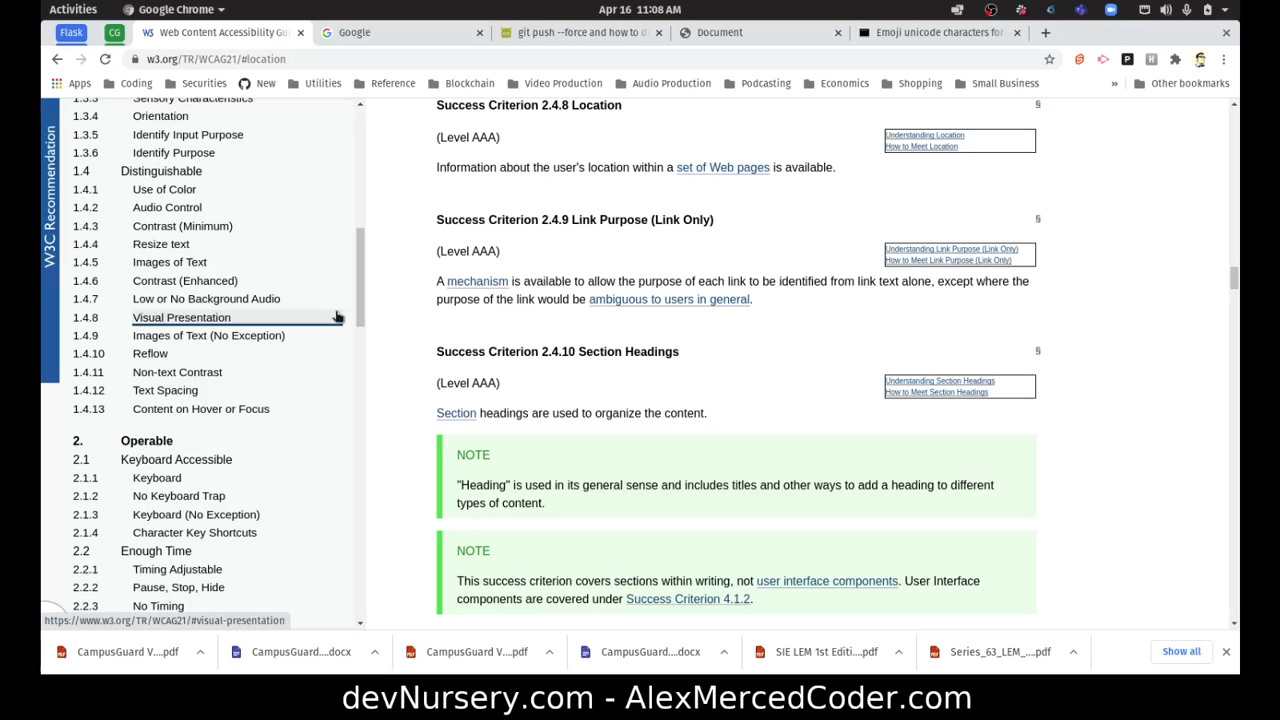 Activities
Google Chrome
Apr 16 11:08 AM
Flask
CG
Web Content Accessibility Gu
Google
git push --force and how to d
Document
Emoji unicode characters for
w3.org/TR/WCAG21/#location
Apps
Coding
Securities
New
Utilities
Reference
Blockchain
Video Production
Audio Production
Podcasting
Economics
Shopping
Small Business
»
Other bookmarks
W3C Recommendation
1.3.3 Sensory Characteristics
1.3.4 Orientation
1.3.5 Identify Input Purpose
1.3.6 Identify Purpose
1.4 Distinguishable
1.4.1 Use of Color
1.4.2 Audio Control
1.4.3 Contrast (Minimum)
1.4.4 Resize text
1.4.5 Images of Text
1.4.6 Contrast (Enhanced)
1.4.7 Low or No Background Audio
1.4.8 Visual Presentation
1.4.9 Images of Text (No Exception)
1.4.10 Reflow
1.4.11 Non-text Contrast
1.4.12 Text Spacing
1.4.13 Content on Hover or Focus
2. Operable
2.1 Keyboard Accessible
2.1.1 Keyboard
2.1.2 No Keyboard Trap
2.1.3 Keyboard (No Exception)
2.1.4 Character Key Shortcuts
2.2 Enough Time
2.2.1 Timing Adjustable
2.2.2 Pause, Stop, Hide
2.2.3 No Timing
https://www.w3.org/TR/WCAG21/#visual-presentation
Success Criterion 2.4.8 Location
§
(Level AAA)
Understanding Location
How to Meet Location
Information about the user's location within a set of Web pages is available.
Success Criterion 2.4.9 Link Purpose (Link Only)
§
(Level AAA)
Understanding Link Purpose (Link Only)
How to Meet Link Purpose (Link Only)
A mechanism is available to allow the purpose of each link to be identified from link text alone, except where the
purpose of the link would be ambiguous to users in general.
Success Criterion 2.4.10 Section Headings
§
(Level AAA)
Understanding Section Headings
How to Meet Section Headings
Section headings are used to organize the content.
NOTE
"Heading" is used in its general sense and includes titles and other ways to add a heading to different
types of content.
NOTE
This success criterion covers sections within writing, not user interface components. User Interface
components are covered under Success Criterion 4.1.2.
CampusGuard V....pdf
CampusGuard....docx
CampusGuard V....pdf
CampusGuard....docx
SIE LEM 1st Editi....pdf
Series_63_LEM_....pdf
Show all
devNursery.com - AlexMercedCoder.com